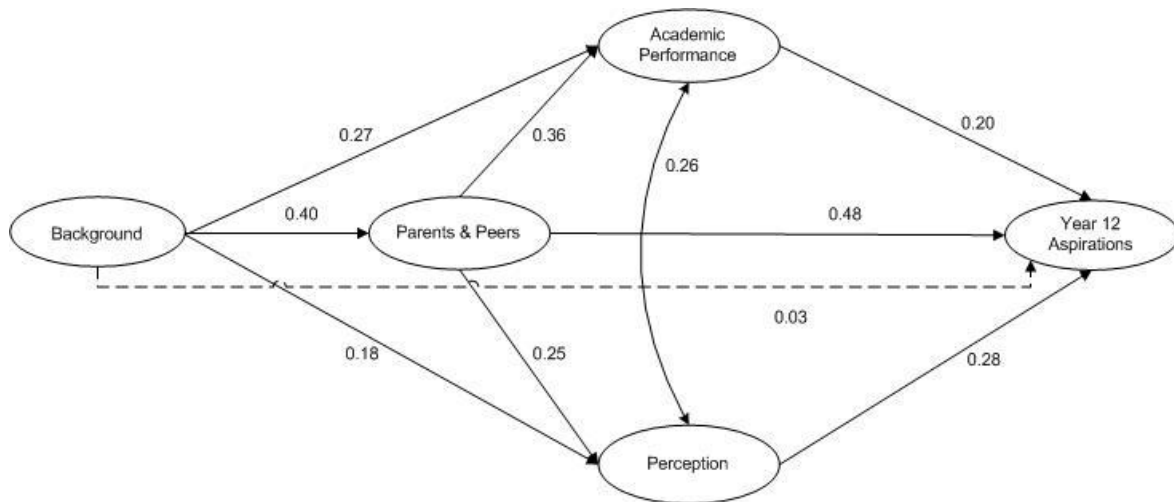 Academic
Performance
0.27
0.36
0.20
0.26
Background
0.40
Parents & Peers
0.48
Year 12
Aspirations
0.03
0.18
0.25
0.28
Perception